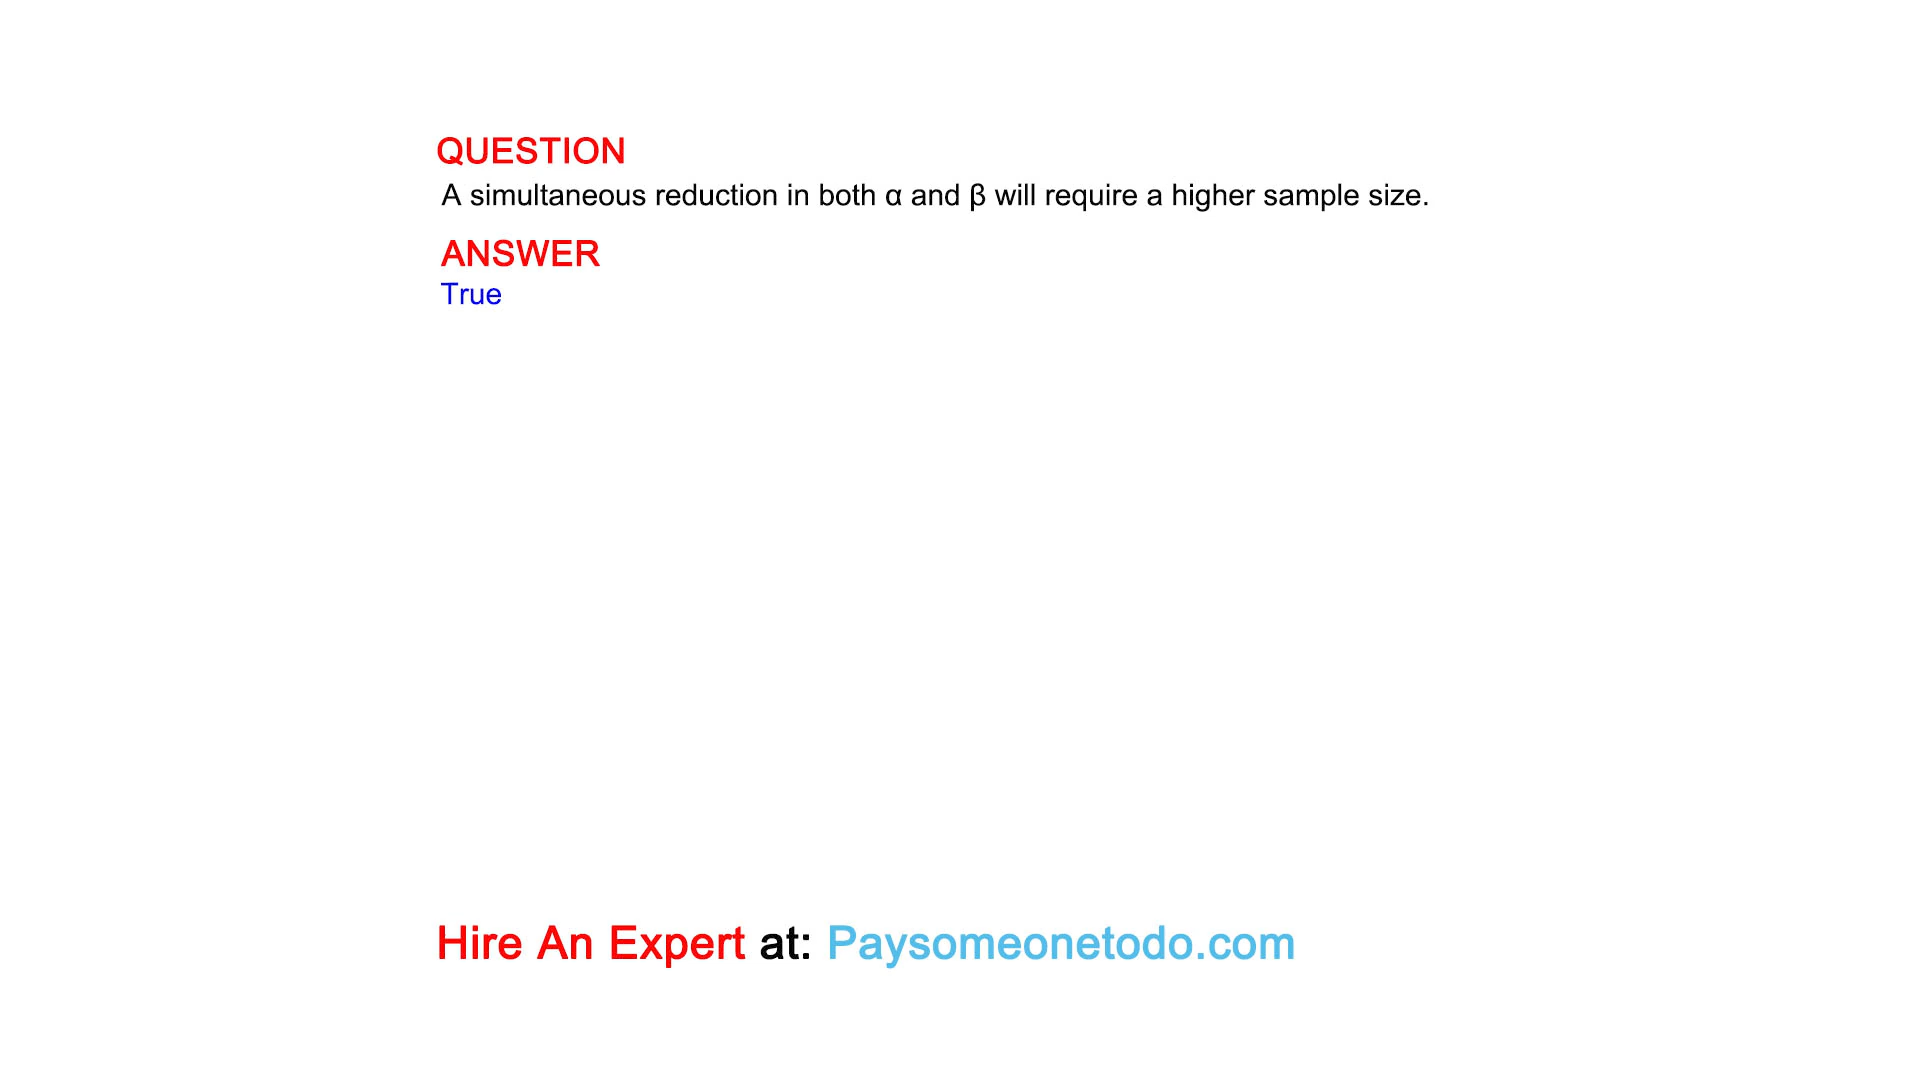 QUESTION
A simultaneous reduction in both α and β will require a higher sample size.
ANSWER
True
Hire An Expert at: Paysomeonetodo.com